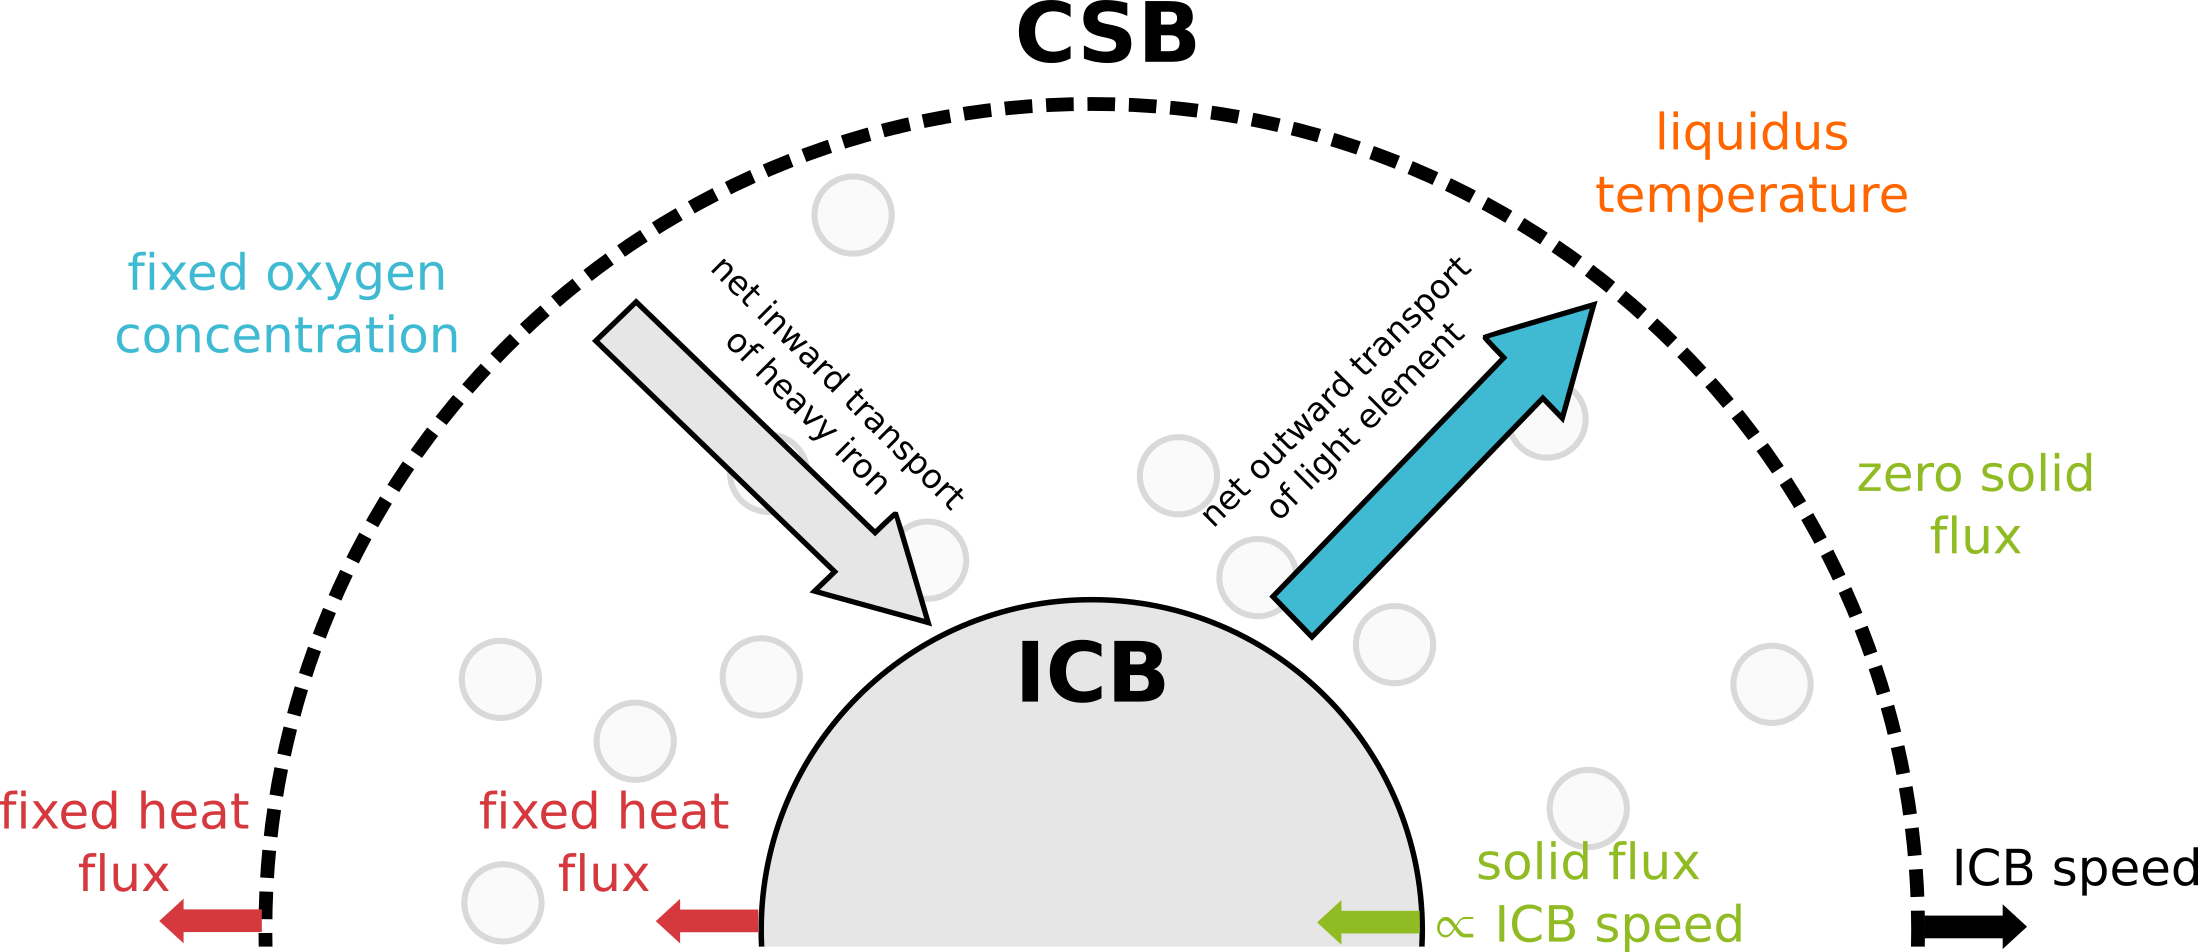 CSB
liquidus
temperature
fixed oxygen
concentration
net inward transport
of heavy iron
net outward transport
of light element
zero solid
flux
ICB
fixed heat
flux
fixed heat
flux
solid flux
∝ ICB speed
ICB speed